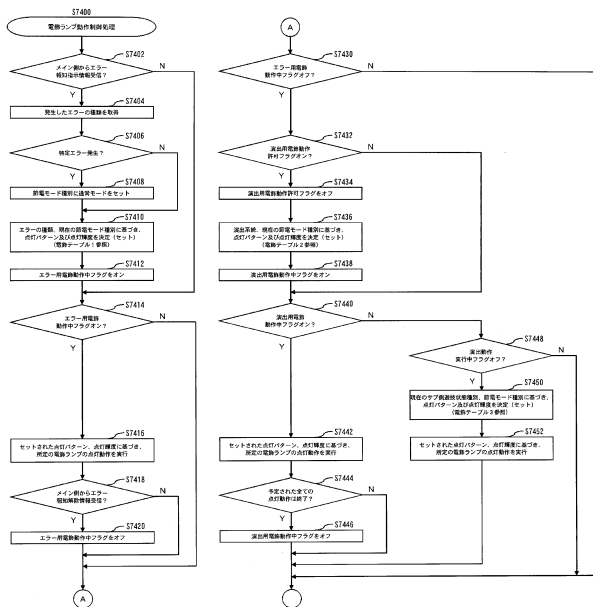 S7400
電飾ランプ動作制御処理
S7402
メイン側からエラー
報知指示情報受信？
N
Y
S7404
発生したエラーの種類を取得
S7406
特定エラー発生？
N
Y
S7408
節電モード種別に通常モードをセット
S7410
エラーの種類、現在の節電モード種別に基づき、
点灯パターン及び点灯輝度を決定（セット）
（電飾テーブル１参照）
S7412
エラー用電飾動作中フラグをオン
S7414
エラー用電飾
動作中フラグオン？
N
Y
S7416
セットされた点灯パターン、点灯輝度に基づき、
所定の電飾ランプの点灯動作を実行
S7418
メイン側からエラー
報知解除情報受信？
N
Y
S7420
エラー用電飾動作中フラグをオフ
A
A
S7430
エラー用電飾
動作中フラグオフ？
N
Y
S7432
演出用電飾動作
許可フラグオン？
N
Y
S7434
演出用電飾動作許可フラグをオフ
S7436
演出系統、現在の節電モード種別に基づき、
点灯パターン及び点灯輝度を決定（セット）
（電飾テーブル２参照）
S7438
演出用電飾動作中フラグをオン
S7440
演出用電飾
動作中フラグオン？
N
Y
S7442
セットされた点灯パターン、点灯輝度に基づき、
所定の電飾ランプの点灯動作を実行
S7444
予定された全ての
点灯動作は終了？
N
Y
S7446
演出用電飾動作中フラグをオフ
S7448
演出動作
実行中フラグオフ？
N
Y
S7450
現在のサブ側遊技状態種別、節電モード種別に基づき、
点灯パターン及び点灯輝度を決定（セット）
（電飾テーブル３参照）
S7452
セットされた点灯パターン、点灯輝度に基づき、
所定の電飾ランプの点灯動作を実行